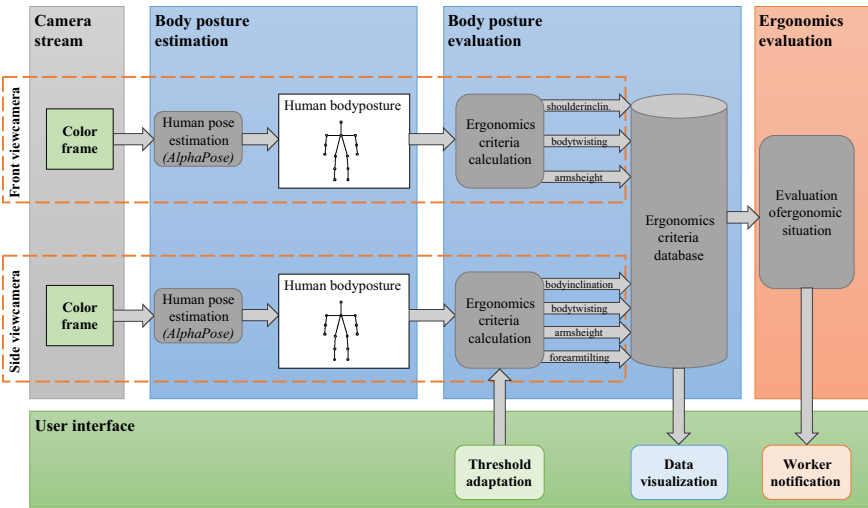 Camera
stream
Body posture
estimation
Body posture
evaluation
Ergonomics
evaluation
Front viewcamera
Color
frame
Human pose
estimation
(AlphaPose)
Human bodyposture
Ergonomics
criteria
calculation
shoulderinclin.
bodytwisting
armsheight
Ergonomics
criteria
database
Evaluation
ofergonomic
situation
Side viewcamera
Color
frame
Human pose
estimation
(AlphaPose)
Human bodyposture
Ergonomics
criteria
calculation
bodyinclination
bodytwisting
armsheight
forearmtilting
User interface
Threshold
adaptation
Data
visualization
Worker
notification